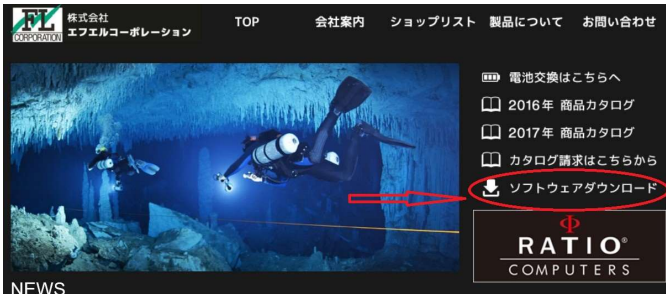 FL
CORPORATION
株式会社
エフエルコーポレーション
TOP 会社案内 ショップリスト 製品について お問い合わせ
電池交換はこちらへ
2016年 商品カタログ
2017年 商品カタログ
カタログ請求はこちらから
ソフトウェアダウンロード
RATIO®
COMPUTERS
NEWS